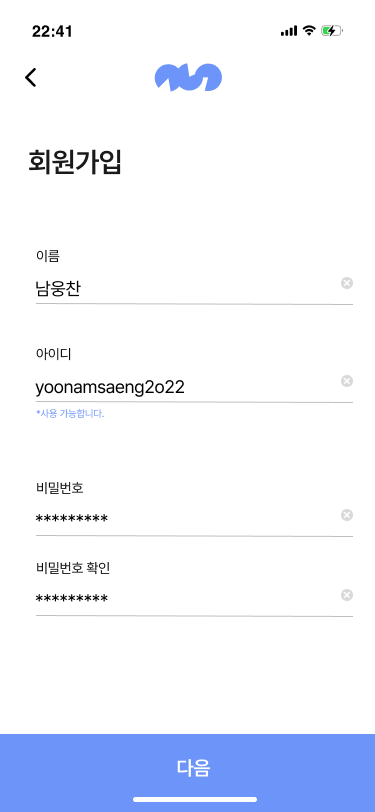 22:41
회원가입
이름
남웅찬
아이디
yoonamsaeng2o22
*사용 가능합니다.
비밀번호
*********
비밀번호 확인
*********
다음